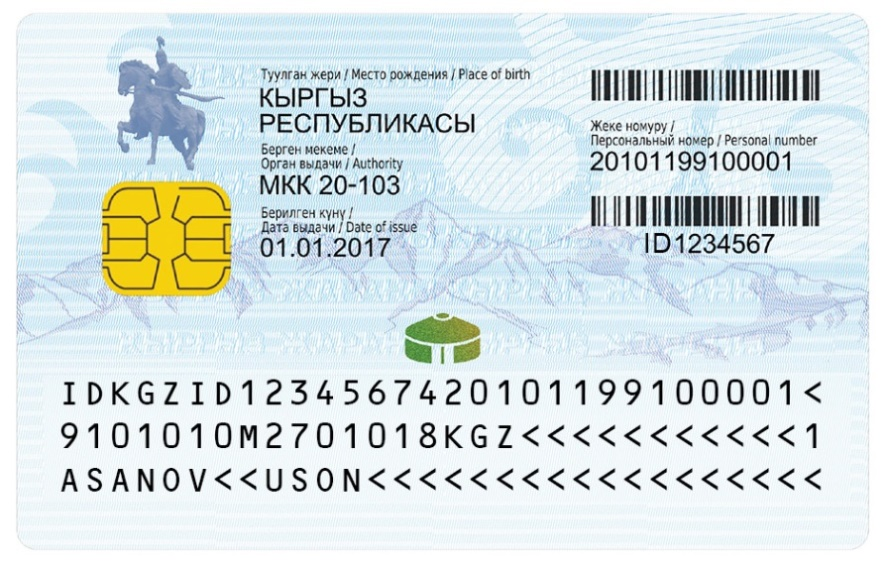 Туулган жери / Место рождения / Place of birth
КЫРГЫЗ
РЕСПУБЛИКАСЫ
Берген мекеме /
Орган выдачи / Authority
МКК 20-103
Берилген куну /
Дата выдачи / Date of issue
01.01.2017
Жеке номуру /
Персональный номер / Personal number
20101199100001
ID1234567
IDKGZID1234567420101199100001<
9101010M2701018KGZ<<<<<<<<<<<1
ASANOV<<USON<<<<<<<<<<<<<<<<<<